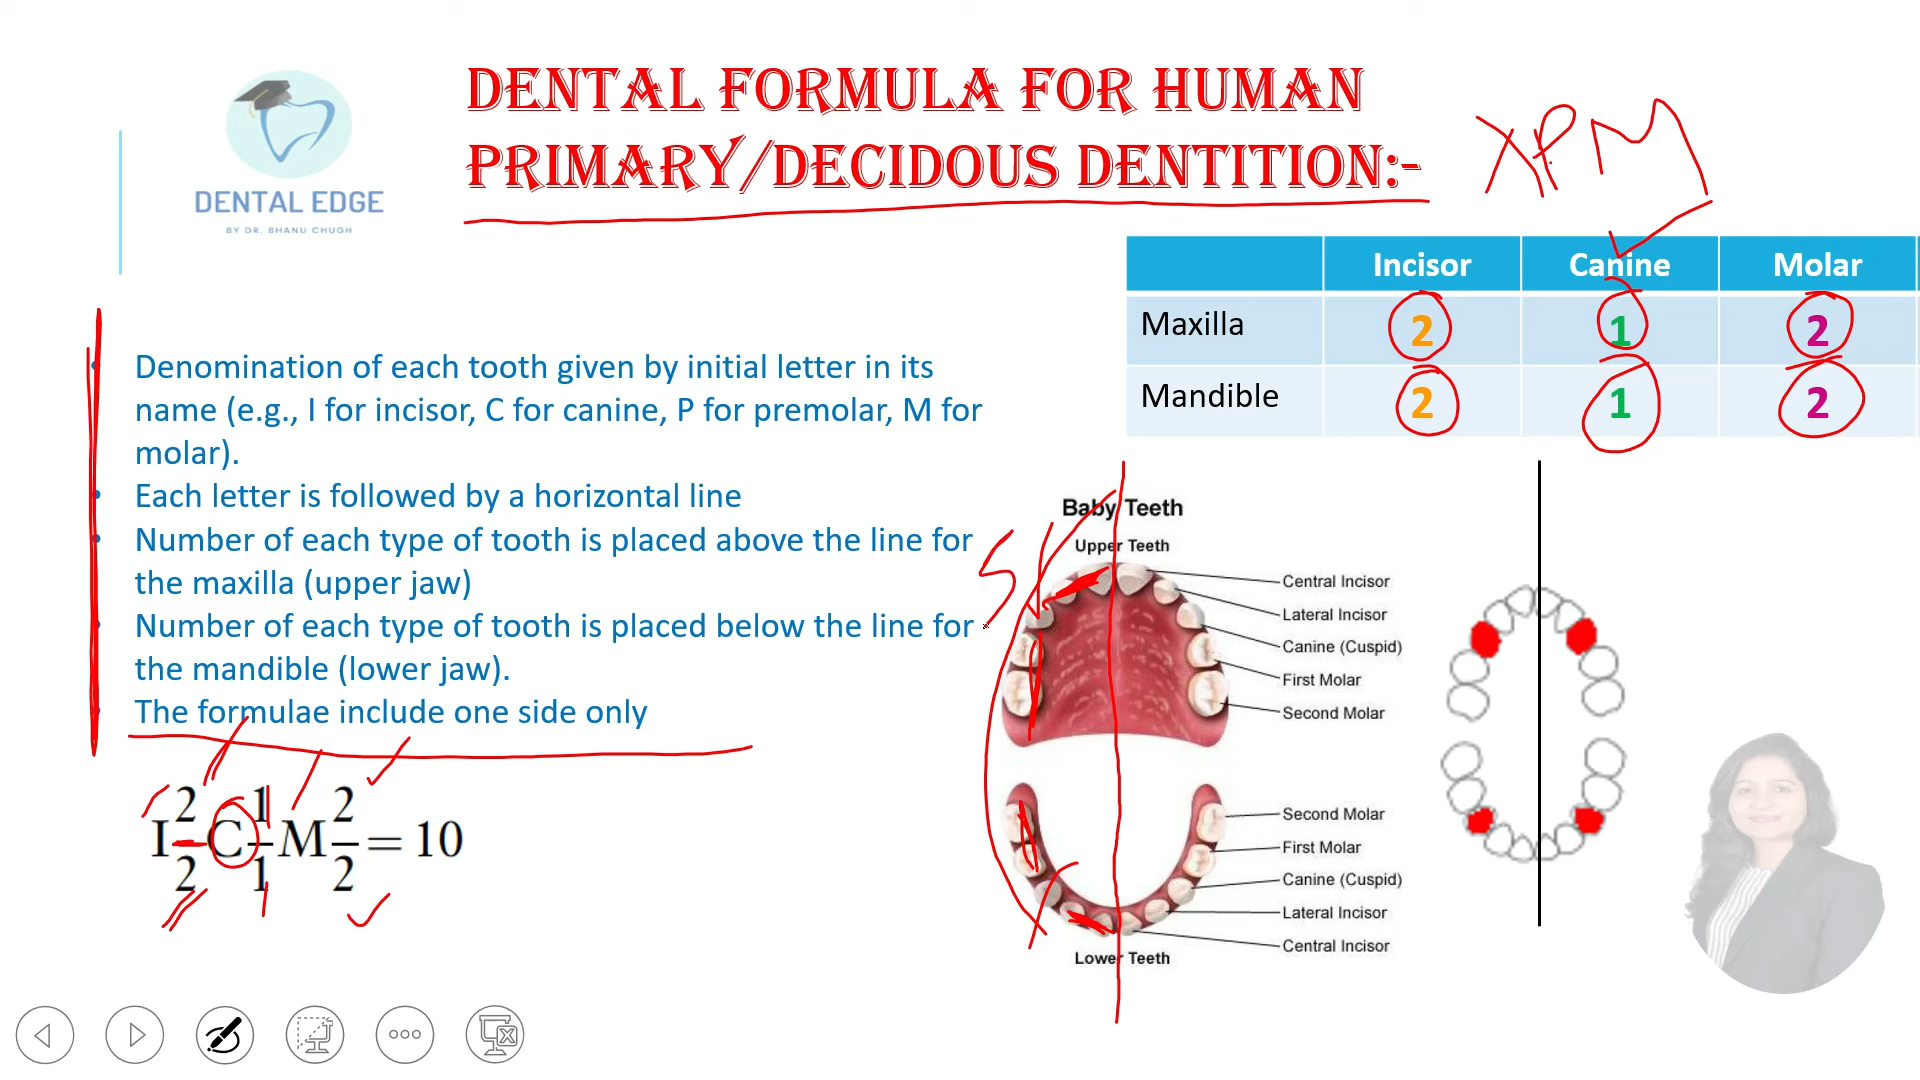 DENTAL FORMULA FOR HUMAN
PRIMARY/DECIDOUS DENTITION:-
XPM
DENTAL EDGE
BY DR. BHANU CHUGH
Incisor Canine Molar
Maxilla 2 1 2
Mandible 2 1 2
Denomination of each tooth given by initial letter in its
name (e.g., I for incisor, C for canine, P for premolar, M for
molar).
Each letter is followed by a horizontal line
Number of each type of tooth is placed above the line for
the maxilla (upper jaw)
Number of each type of tooth is placed below the line for
the mandible (lower jaw).
The formulae include one side only
I 2/2 C 1/1 M 2/2 = 10
Baby Teeth
Upper Teeth
5
Central Incisor
Lateral Incisor
Canine (Cuspid)
First Molar
Second Molar
Second Molar
First Molar
Canine (Cuspid)
Lateral Incisor
Central Incisor
Lower Teeth